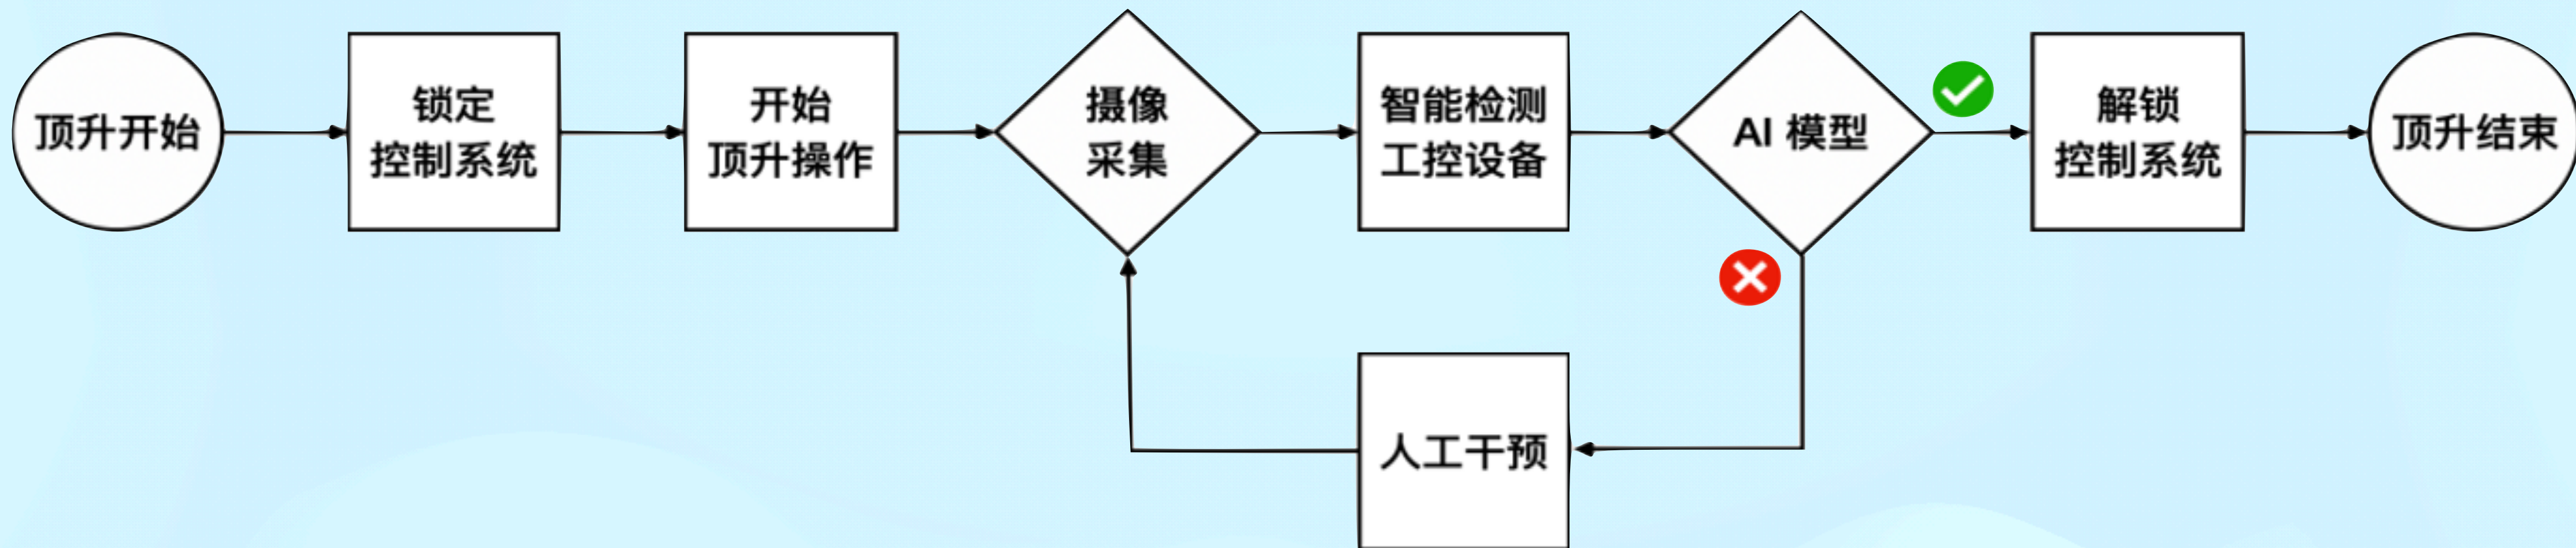 顶升开始
锁定
控制系统
开始
顶升操作
摄像
采集
智能检测
工控设备
AI 模型
解锁
控制系统
顶升结束
人工干预